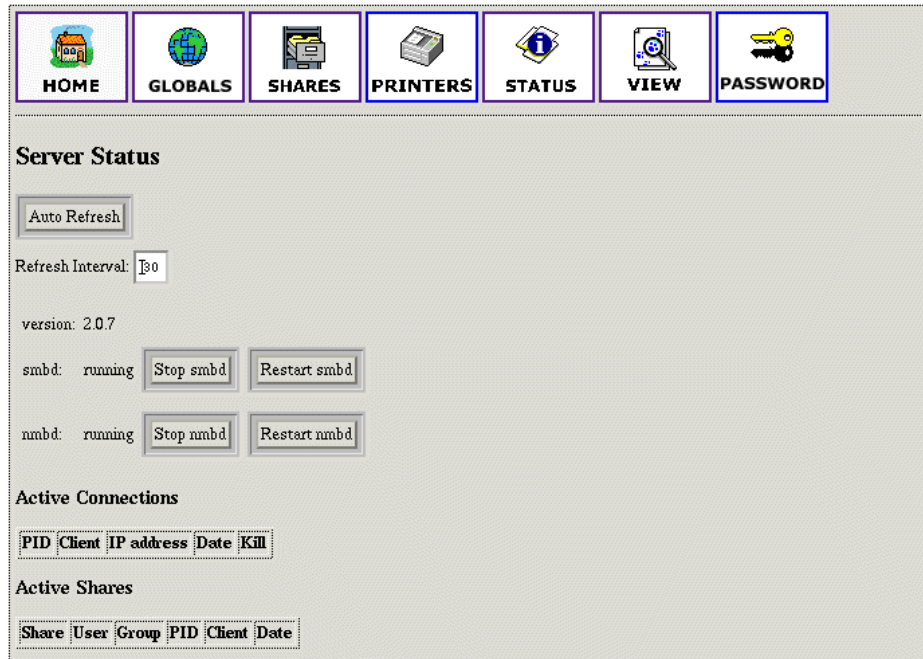 HOME GLOBALS SHARES PRINTERS STATUS VIEW PASSWORD
Server Status
Auto Refresh
Refresh Interval: 30
version: 2.0.7
smbd: running Stop smbd Restart smbd
nmbd: running Stop nmbd Restart nmbd
Active Connections
PID Client IP address Date Kill
Active Shares
Share User Group PID Client Date